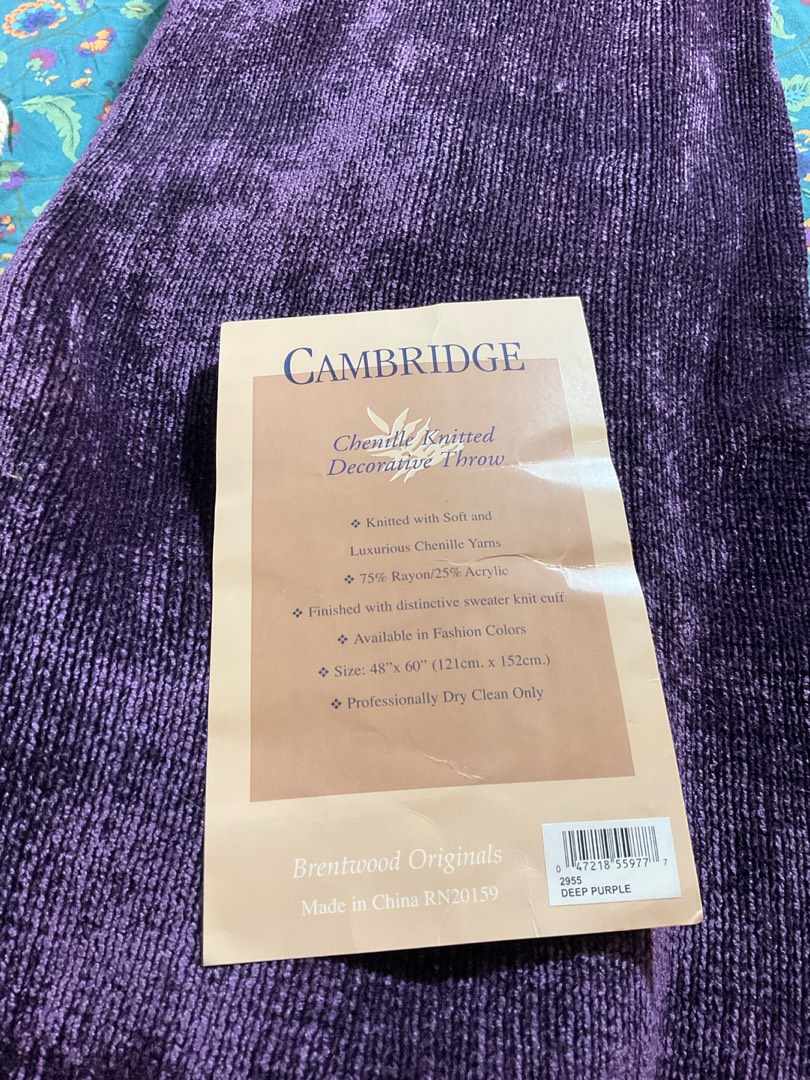 CAMBRIDGE
Chenille Knitted
Decorative Throw
❖ Knitted with Soft and
Luxurious Chenille Yarns
❖ 75% Rayon/25% Acrylic
❖ Finished with distinctive sweater knit cuff
❖ Available in Fashion Colors
❖ Size: 48”x 60” (121cm. x 152cm.)
❖ Professionally Dry Clean Only
Brentwood Originals
Made in China RN20159
0 47218 55977 7
2955
DEEP PURPLE